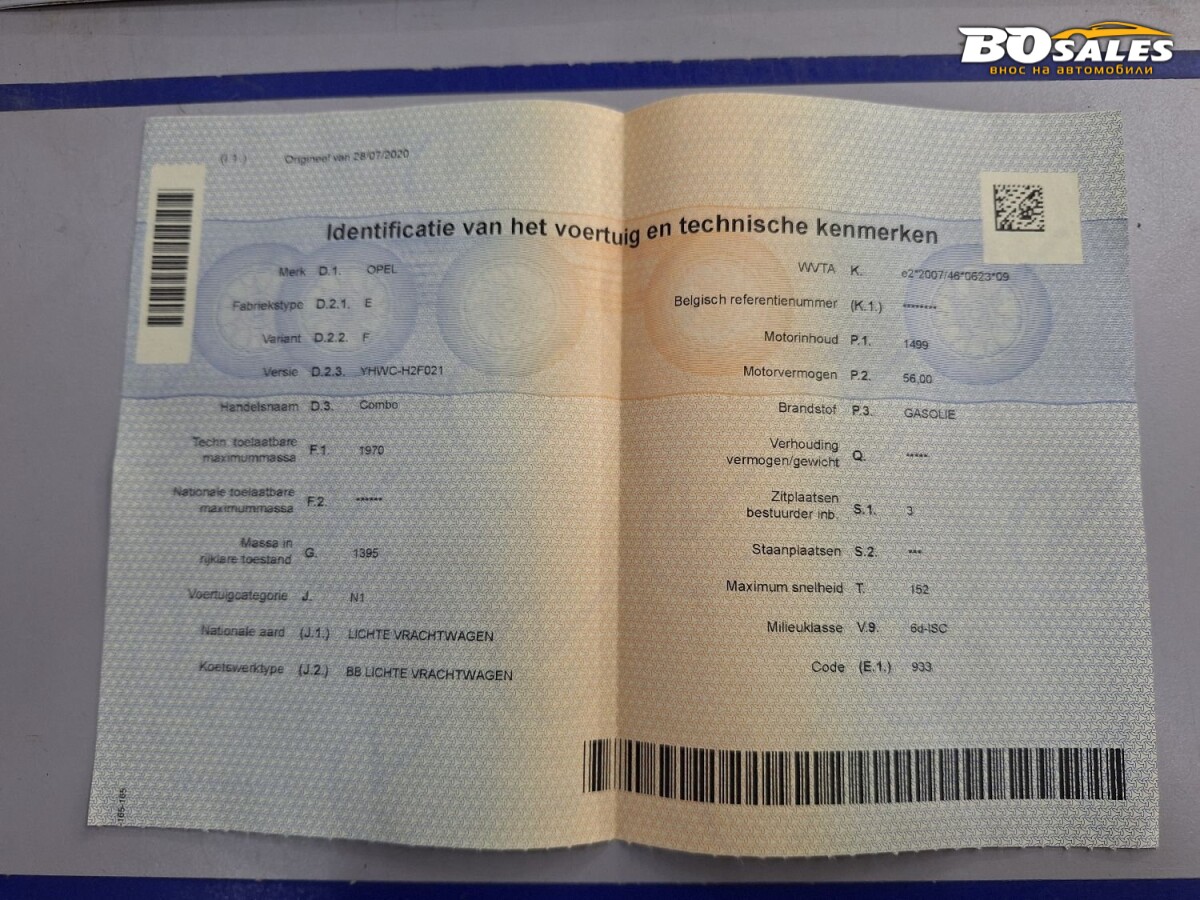 BOSALES
внос на автомобили
(I.1.) Origineel van 28/07/2020
Identificatie van het voertuig en technische kenmerken
Merk D.1. OPEL
Fabriekstype D.2.1. E
Variant D.2.2. F
Versie D.2.3. YHWC-H2F021
Handelsnaam D.3. Combo
Techn. toelaatbare
maximummassa F.1. 1970
Nationale toelaatbare
maximummassa F.2. ******
Massa in
rijklare toestand G. 1395
Voertuigcategorie J. N1
Nationale aard (J.1.) LICHTE VRACHTWAGEN
Koetswerktype (J.2.) BB LICHTE VRACHTWAGEN
WVTA K. e2*2007/46*0623*09
Belgisch referentienummer (K.1.) ********
Motorinhoud P.1. 1499
Motorvermogen P.2. 56,00
Brandstof P.3. GASOLIE
Verhouding
vermogen/gewicht Q. *****
Zitplaatsen
bestuurder inb. S.1. 3
Staanplaatsen S.2. ***
Maximum snelheid T. 152
Milieuklasse V.9. 6d-ISC
Code (E.1.) 933
-165-165